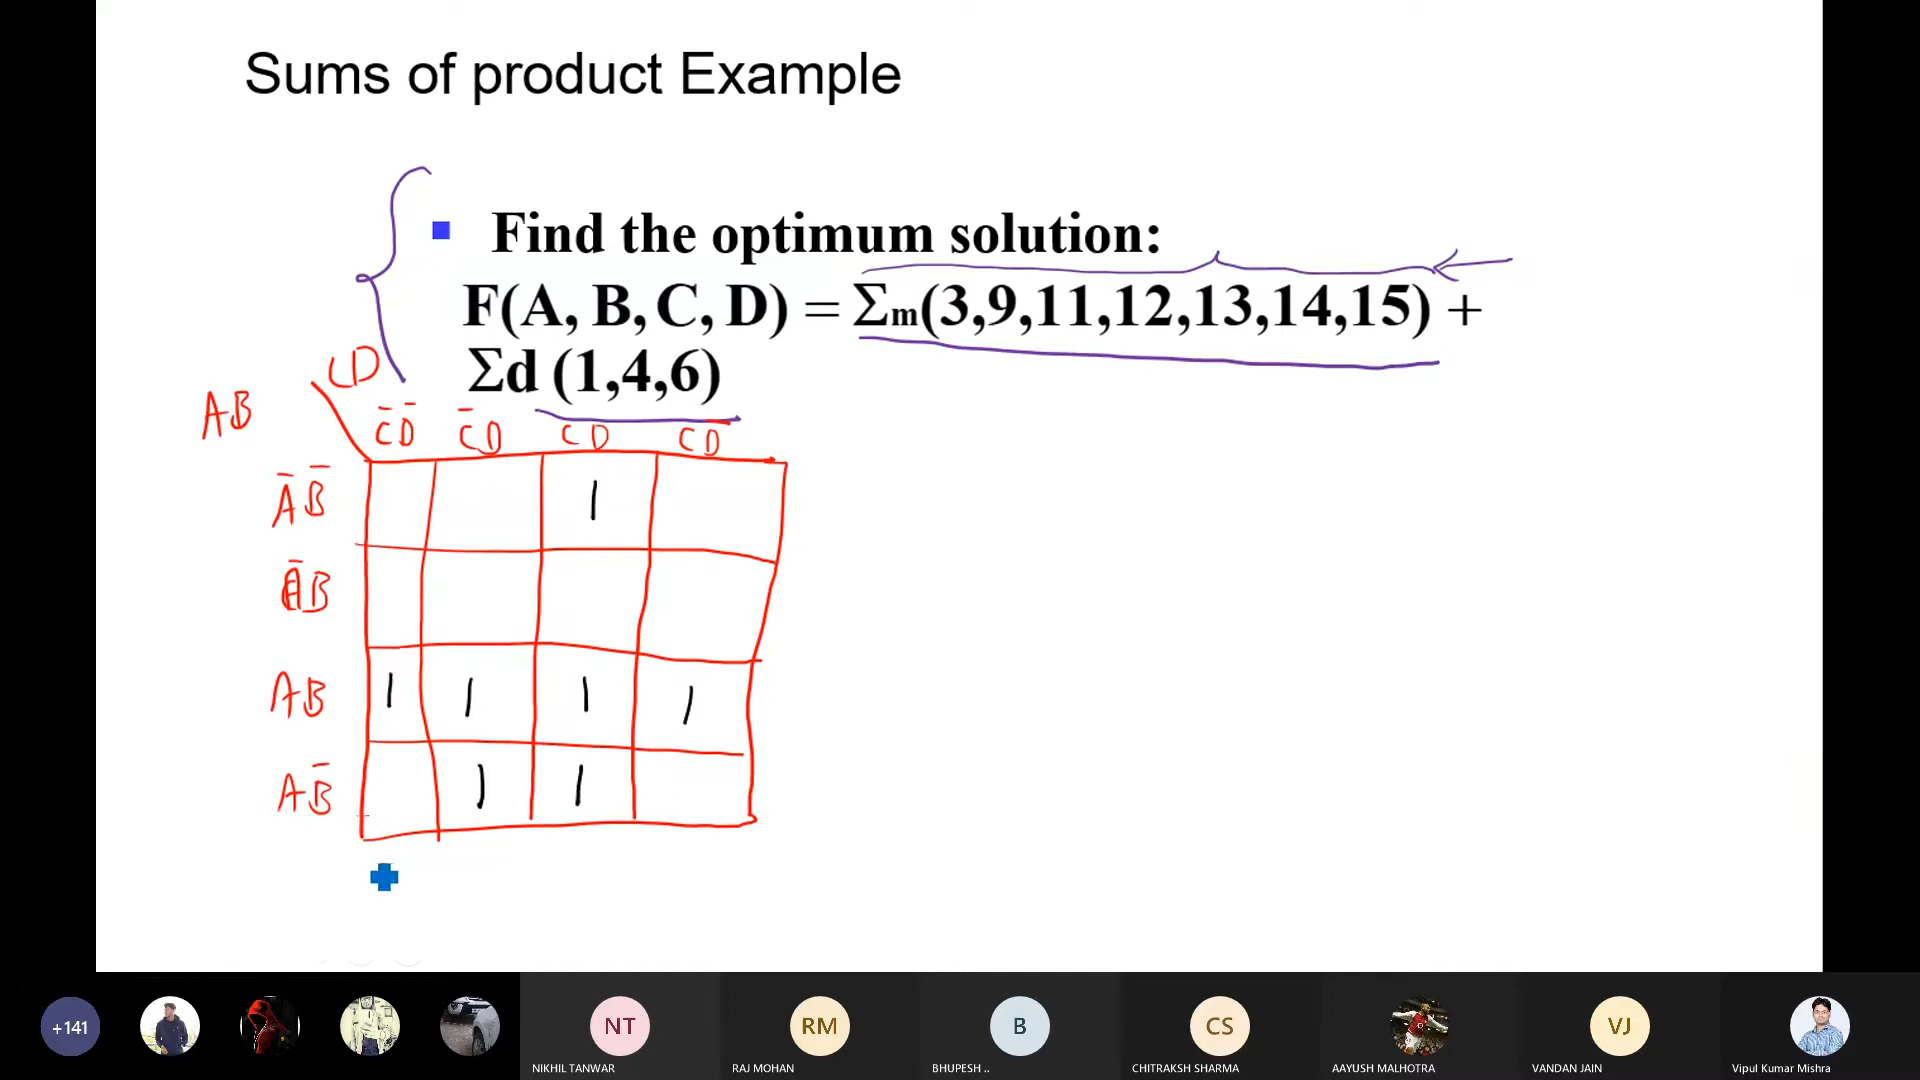 Sums of product Example
Find the optimum solution:
F(A, B, C, D) = Σm(3,9,11,12,13,14,15) +
Σd (1,4,6)
CD
AB
C̄D̄ C̄D CD CD̄
ĀB̄ 1
ĀB
AB 1 1 1 1
AB̄ 1 1
+141 NT RM B CS VJ
NIKHIL TANWAR RAJ MOHAN BHUPESH .. CHITRAKSH SHARMA AAYUSH MALHOTRA VANDAN JAIN Vipul Kumar Mishra